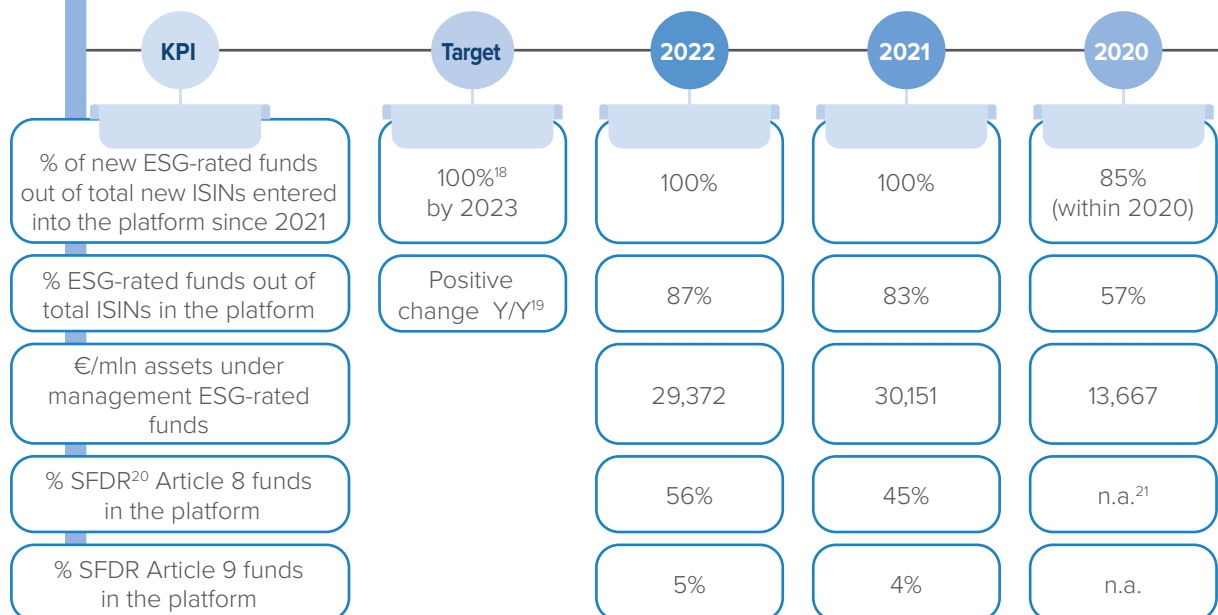 KPI
Target
2022
2021
2020
% of new ESG-rated funds
out of total new ISINs entered
into the platform since 2021
100%18
by 2023
100%
100%
85%
(within 2020)
% ESG-rated funds out of
total ISINs in the platform
Positive
change Y/Y19
87%
83%
57%
€/mln assets under
management ESG-rated
funds
29,372
30,151
13,667
% SFDR20 Article 8 funds
in the platform
56%
45%
n.a.21
% SFDR Article 9 funds
in the platform
5%
4%
n.a.